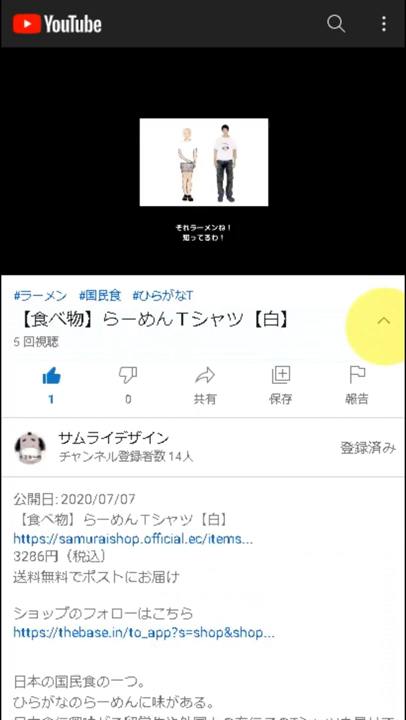 YouTube
それラーメンね！
知ってるわ！
#ラーメン #国民食 #ひらがなT
【食べ物】らーめんTシャツ【白】
5 回視聴
1
0
共有
保存
報告
サムライデザイン
チャンネル登録者数 14人
登録済み
公開日: 2020/07/07
【食べ物】らーめんTシャツ【白】
https://samuraishop.official.ec/items...
3286円（税込）
送料無料でポストにお届け
ショップのフォローはこちら
https://thebase.in/to_app?s=shop&shop...
日本の国民食の一つ。
ひらがなのらーめんに味がある。